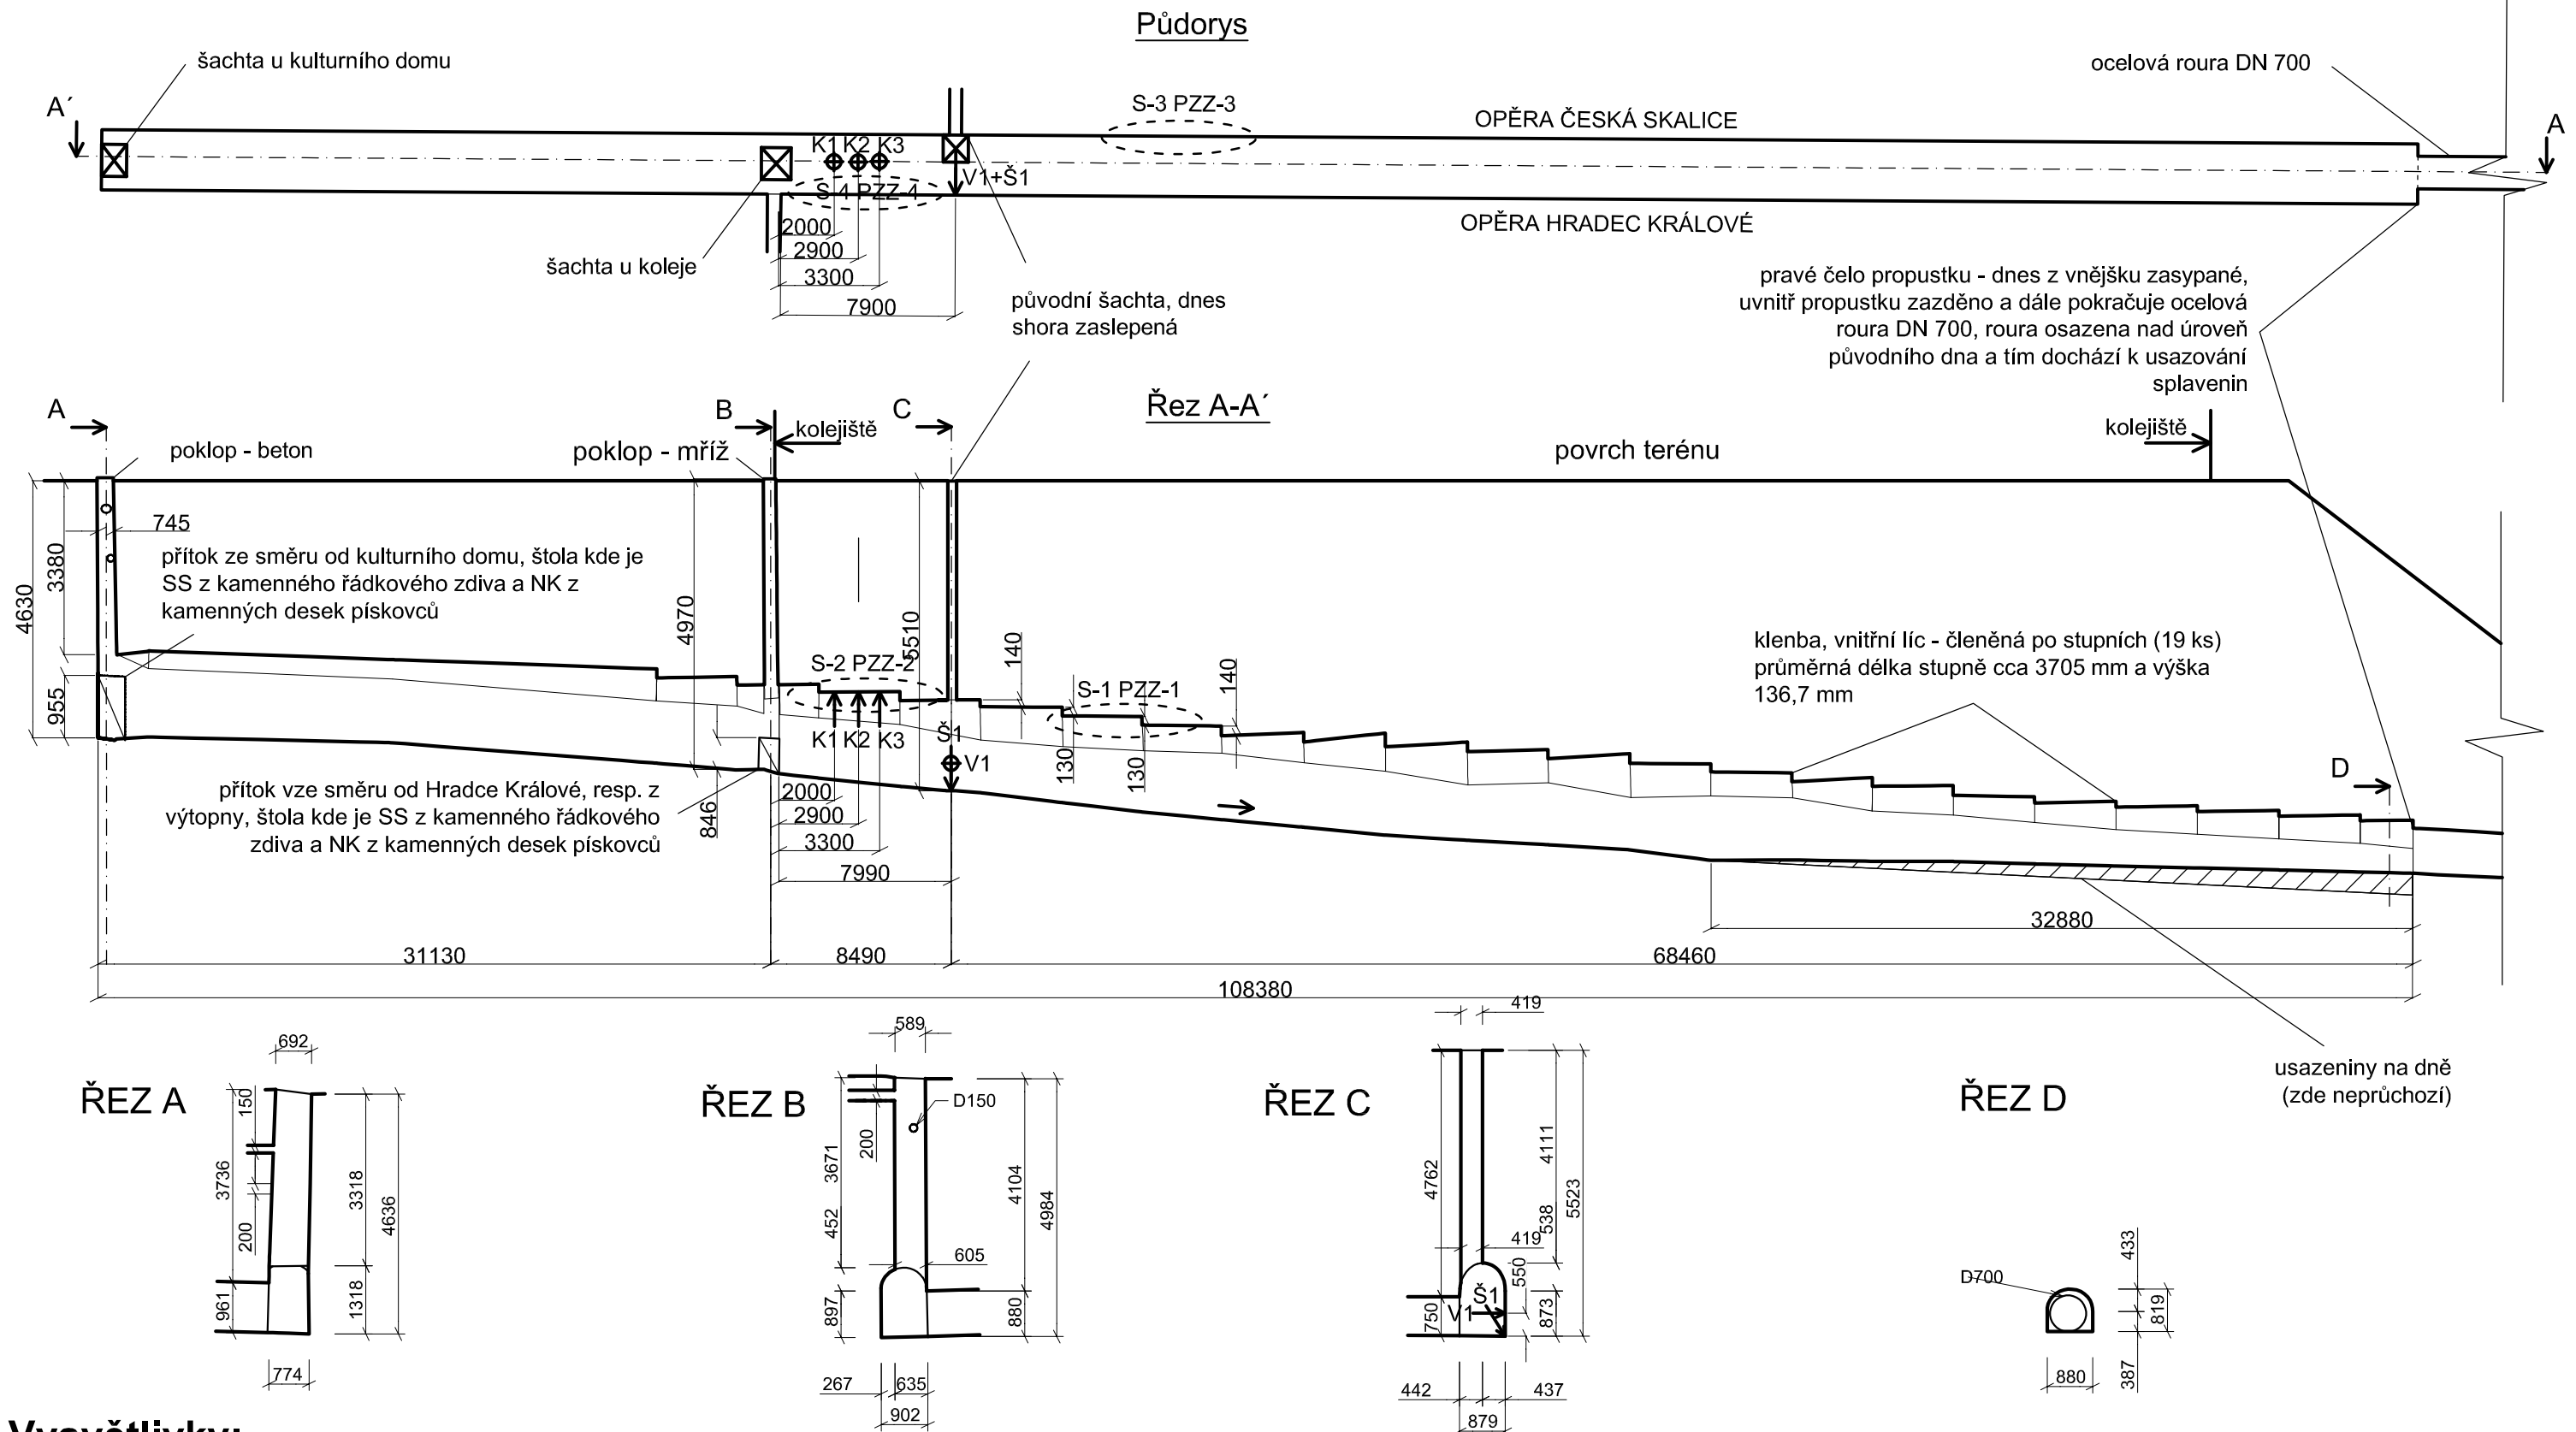 Půdorys
šachta u kulturního domu
ocelová roura DN 700
A´
S-3 PZZ-3
OPĚRA ČESKÁ SKALICE
A
K1 K2 K3
V1+Š1
S-4 PZZ-4
OPĚRA HRADEC KRÁLOVÉ
2000
2900
3300
7900
šachta u koleje
původní šachta, dnes
shora zaslepená
pravé čelo propustku - dnes z vnějšku zasypané,
uvnitř propustku zazděno a dále pokračuje ocelová
roura DN 700, roura osazena nad úroveň
původního dna a tím dochází k usazování
splavenin
Řez A-A´
A
B
C
kolejiště
kolejiště
poklop - beton
poklop - mříž
povrch terénu
745
3380
4630
955
přítok ze směru od kulturního domu, štola kde je
SS z kamenného řádkového zdiva a NK z
kamenných desek pískovců
4970
5510
S-2 PZZ-2
140
S-1 PZZ-1
140
klenba, vnitřní líc - členěná po stupních (19 ks)
průměrná délka stupně cca 3705 mm a výška
136,7 mm
K1 K2 K3
Š1
V1
130
130
D
přítok vze směru od Hradce Králové, resp. z
výtopny, štola kde je SS z kamenného řádkového
zdiva a NK z kamenných desek pískovců
846
2000
2900
3300
7990
32880
31130
8490
68460
108380
usazeniny na dně
(zde neprůchozí)
ŘEZ A
692
150
3736
200
961
3318
4636
1318
774
ŘEZ B
589
D150
200
3671
452
897
4104
4984
605
880
267
635
902
ŘEZ C
419
4762
4111
5523
538
419
550
Š1
V1
750
873
442
437
879
ŘEZ D
D700
433
819
387
880
Vysvětlivky: